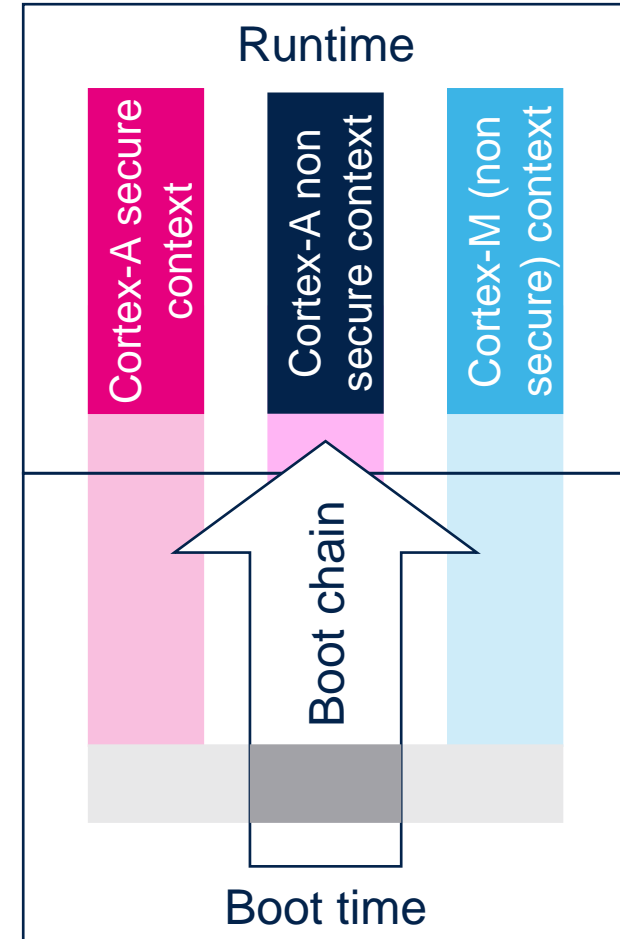 Runtime
Cortex-A secure
context
Cortex-A non
secure context
Cortex-M (non
secure) context
Boot chain
Boot time